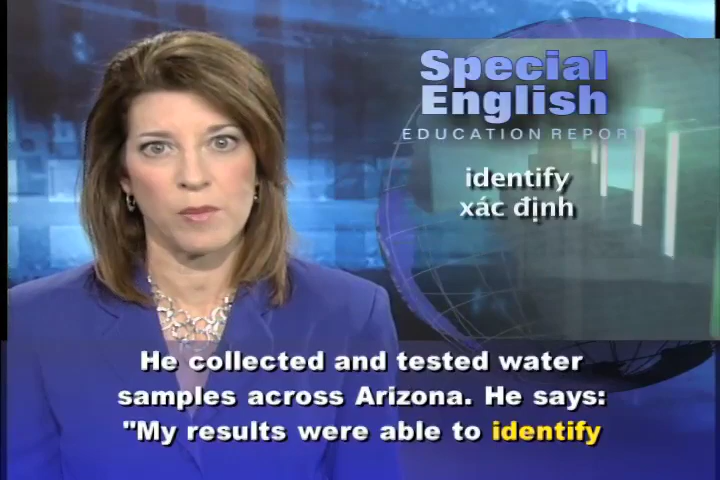 Special
English
EDUCATION REPORT
identify
xác định
He collected and tested water
samples across Arizona. He says:
"My results were able to identify